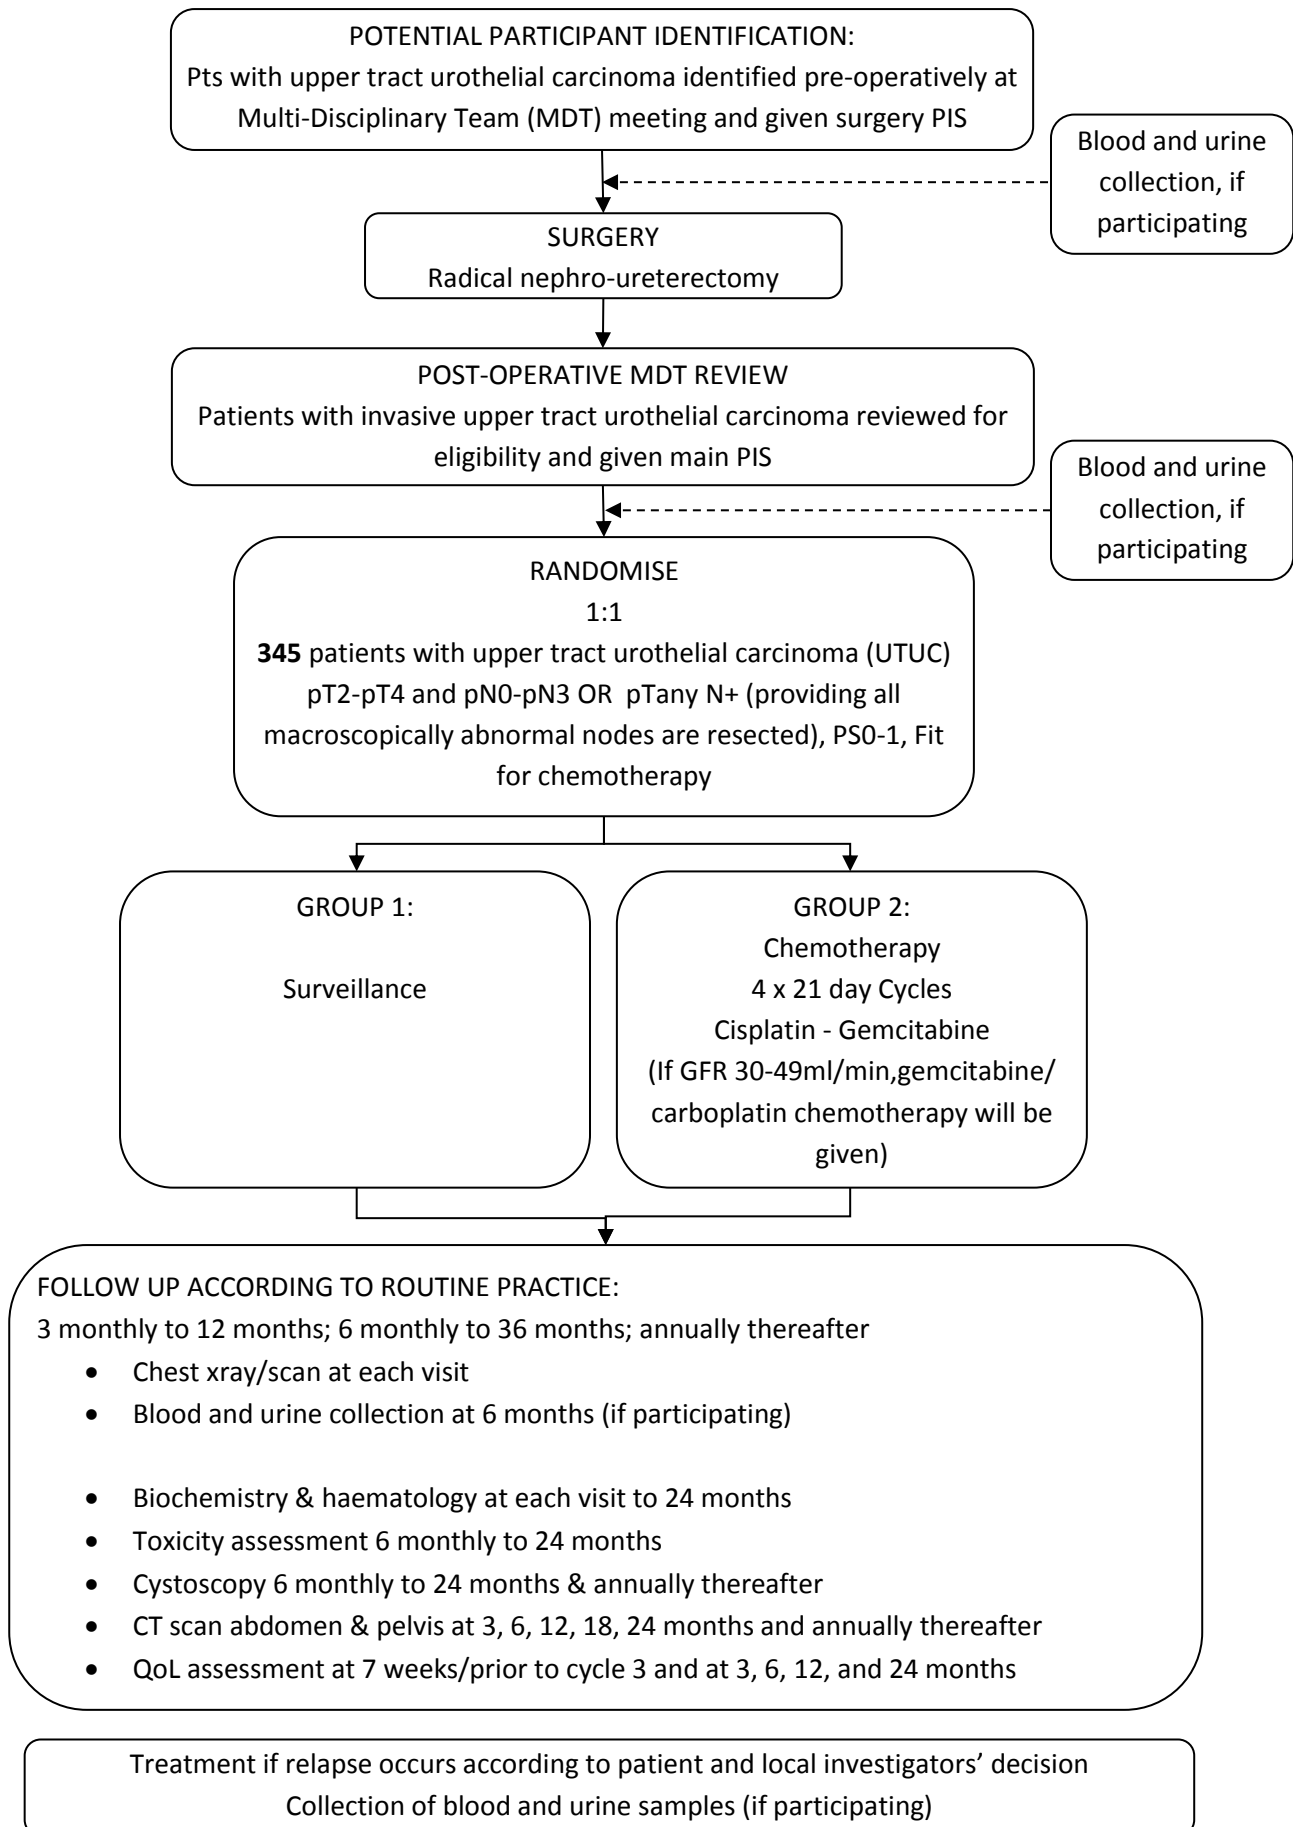 POTENTIAL PARTICIPANT IDENTIFICATION:
Pts with upper tract urothelial carcinoma identified pre-operatively at
Multi-Disciplinary Team (MDT) meeting and given surgery PIS
Blood and urine
collection, if
participating
SURGERY
Radical nephro-ureterectomy
POST-OPERATIVE MDT REVIEW
Patients with invasive upper tract urothelial carcinoma reviewed for
eligibility and given main PIS
Blood and urine
collection, if
participating
RANDOMISE
1:1
345 patients with upper tract urothelial carcinoma (UTUC)
pT2-pT4 and pN0-pN3 OR  pTany N+ (providing all
macroscopically abnormal nodes are resected), PS0-1, Fit
for chemotherapy
GROUP 1:
Surveillance
GROUP 2:
Chemotherapy
4 x 21 day Cycles
Cisplatin - Gemcitabine
(If GFR 30-49ml/min,gemcitabine/
carboplatin chemotherapy will be
given)
FOLLOW UP ACCORDING TO ROUTINE PRACTICE:
3 monthly to 12 months; 6 monthly to 36 months; annually thereafter
• Chest xray/scan at each visit
• Blood and urine collection at 6 months (if participating)
• Biochemistry & haematology at each visit to 24 months
• Toxicity assessment 6 monthly to 24 months
• Cystoscopy 6 monthly to 24 months & annually thereafter
• CT scan abdomen & pelvis at 3, 6, 12, 18, 24 months and annually thereafter
• QoL assessment at 7 weeks/prior to cycle 3 and at 3, 6, 12, and 24 months
Treatment if relapse occurs according to patient and local investigators’ decision
Collection of blood and urine samples (if participating)